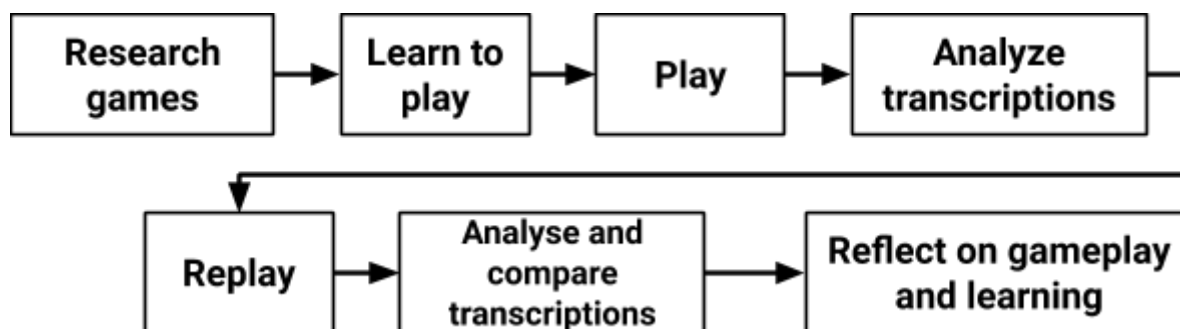 Research
games
Learn to
play
Play
Analyze
transcriptions
Replay
Analyse and
compare
transcriptions
Reflect on gameplay
and learning